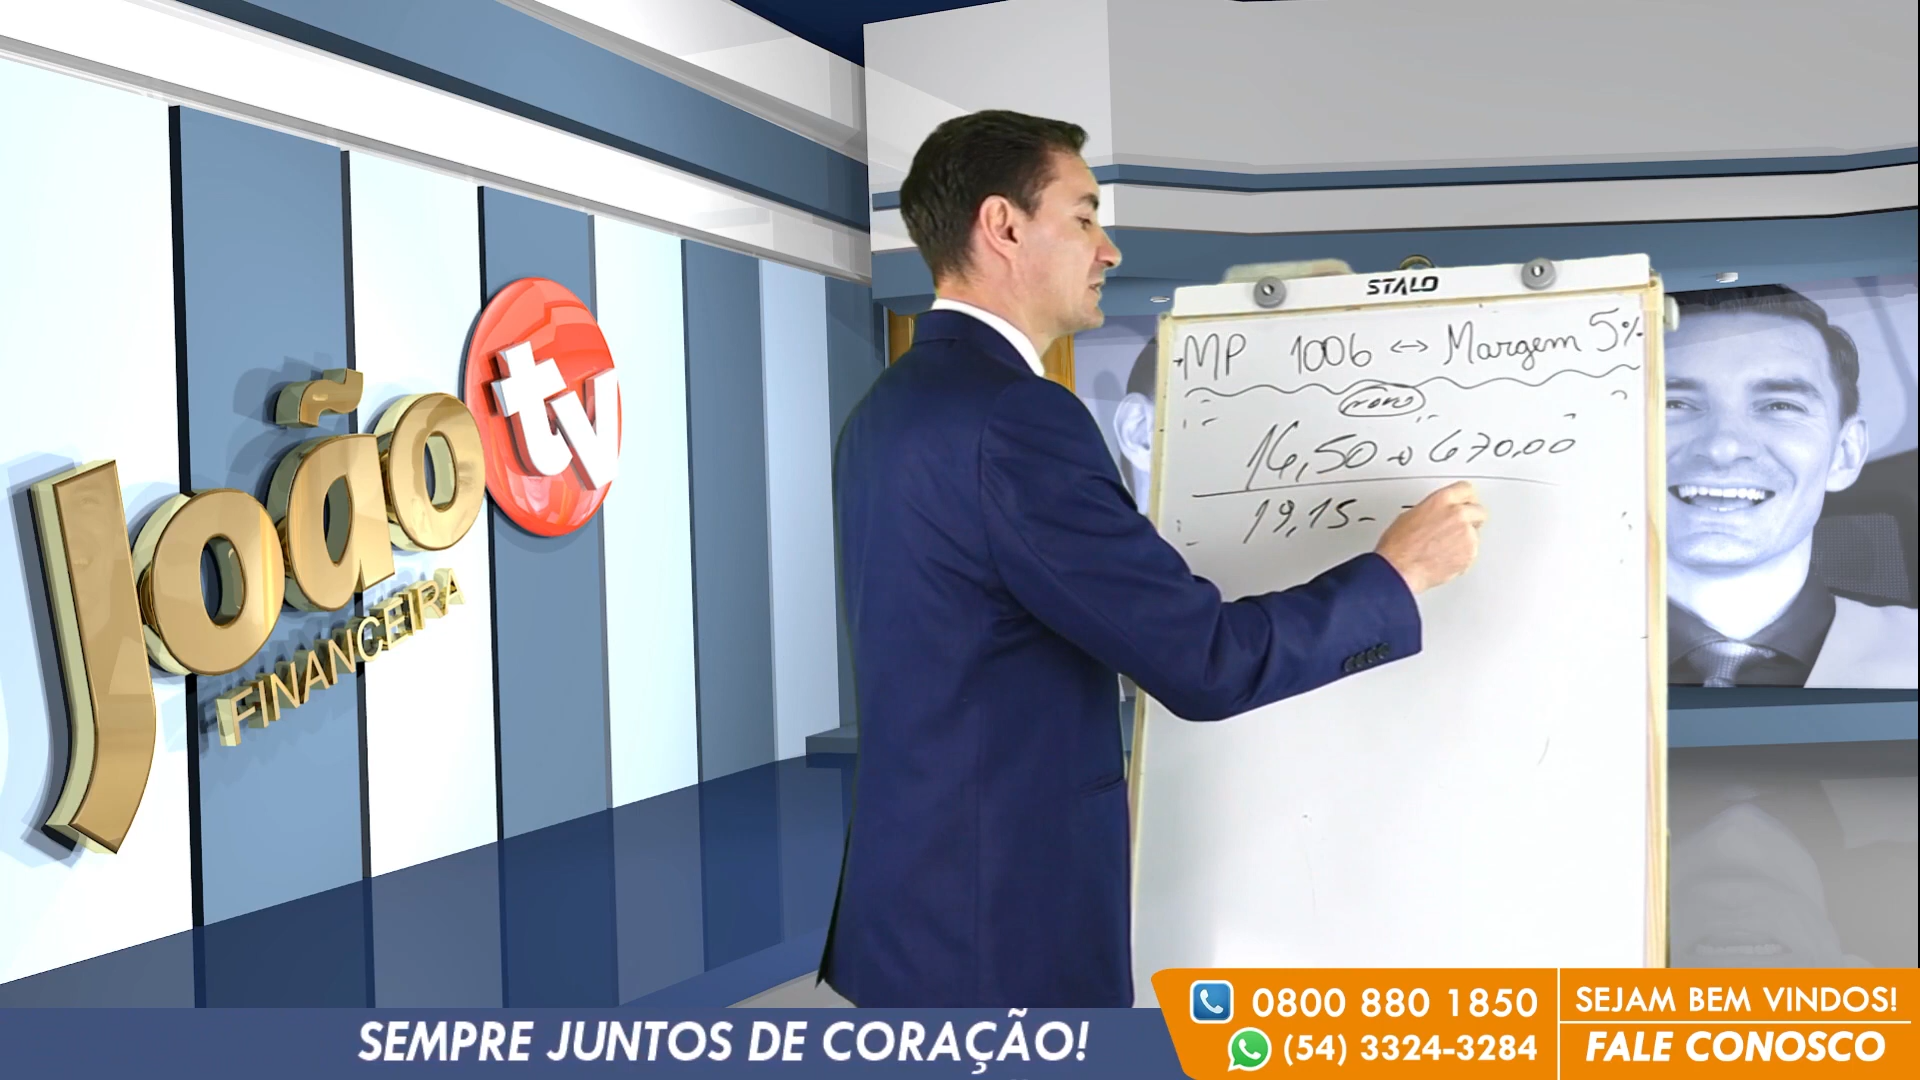 João
tv
FINANCEIRA
STALO
MP 1006 ↔ Margem 5%
novo
16,50 → 670,00
19,15-
SEMPRE JUNTOS DE CORAÇÃO!
0800 880 1850
(54) 3324-3284
SEJAM BEM VINDOS!
FALE CONOSCO